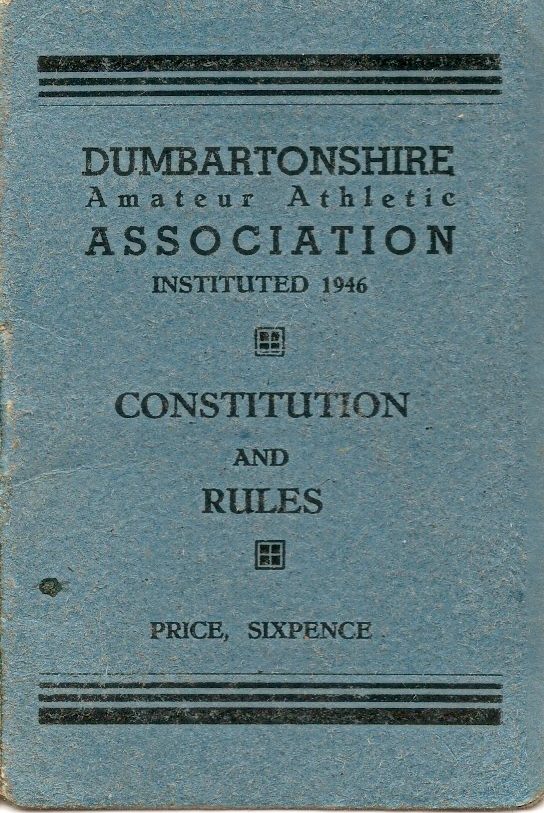 DUMBARTONSHIRE
Amateur Athletic
ASSOCIATION
INSTITUTED 1946
CONSTITUTION
AND
RULES
PRICE, SIXPENCE